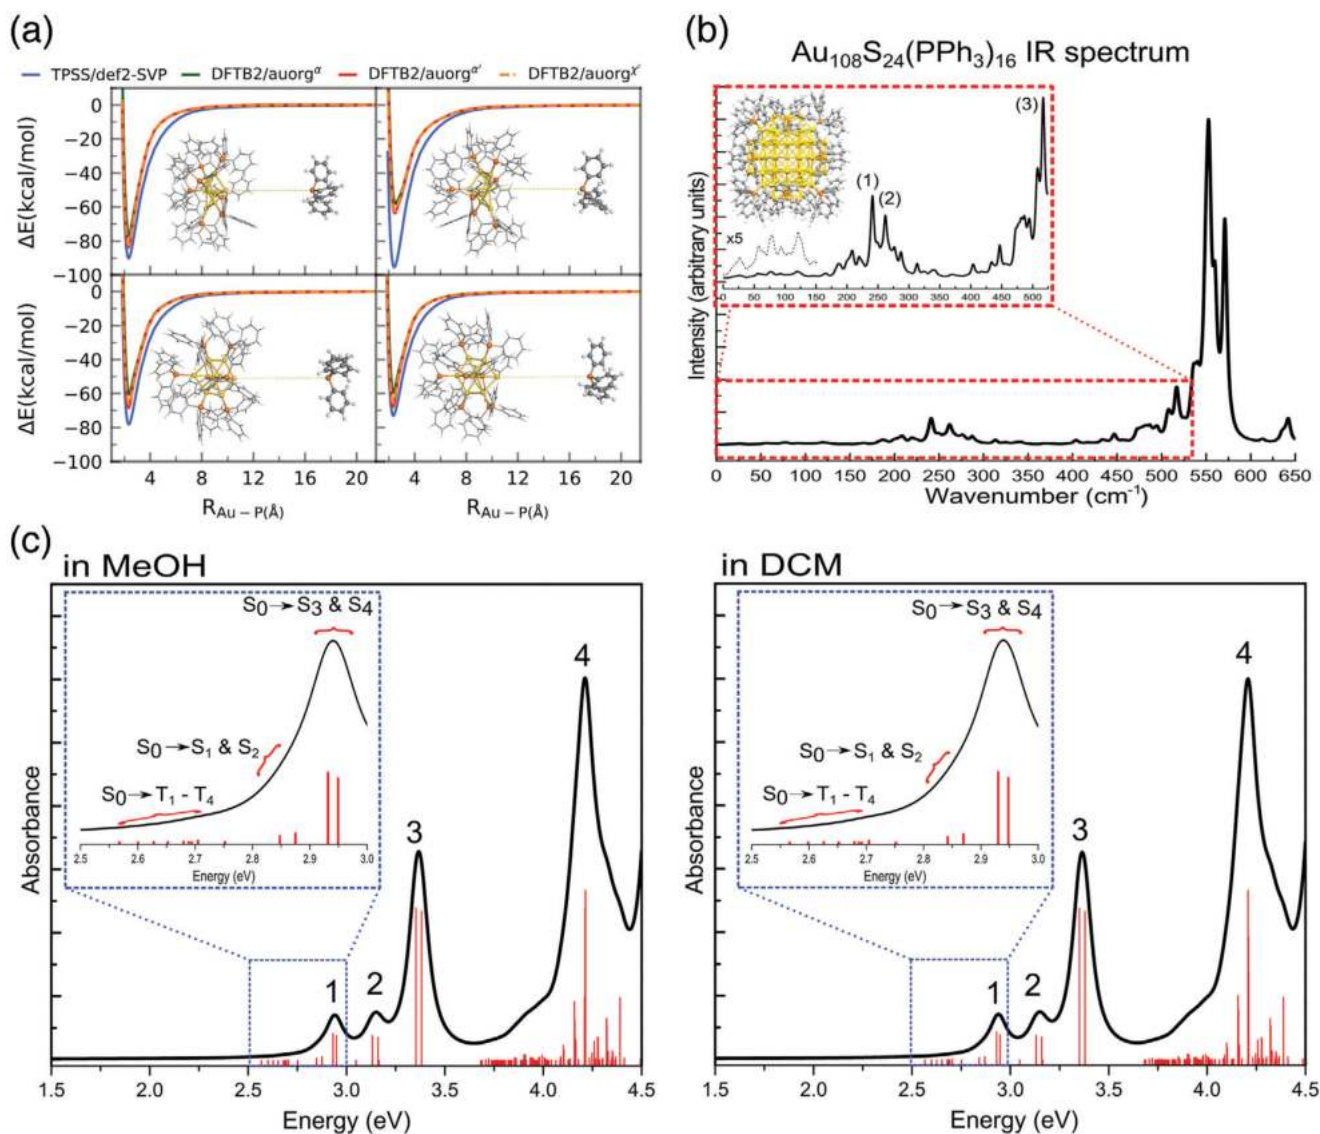 (a)
TPSS/def2-SVP DFTB2/auorg^α DFTB2/auorg^α' DFTB2/auorg^χ'
0
−20
−40
−60
−80
−100
ΔE(kcal/mol)
0
−20
−40
−60
−80
−100
ΔE(kcal/mol)
4 8 12 16 20 4 8 12 16 20
R_Au − P(Å) R_Au − P(Å)
(b)
Au₁₀₈S₂₄(PPh₃)₁₆ IR spectrum
Intensity (arbitrary units)
(1)
(2)
(3)
x5
0 50 100 150 200 250 300 350 400 450 500
0 50 100 150 200 250 300 350 400 450 500 550 600 650
Wavenumber (cm⁻¹)
(c)
in MeOH
Absorbance
S₀→S₃ & S₄
S₀→S₁ & S₂
S₀→T₁ - T₄
2.5 2.6 2.7 2.8 2.9 3.0
Energy (eV)
1
2
3
4
1.5 2.0 2.5 3.0 3.5 4.0 4.5
Energy (eV)
in DCM
Absorbance
S₀→S₃ & S₄
S₀→S₁ & S₂
S₀→T₁ - T₄
2.5 2.6 2.7 2.8 2.9 3.0
Energy (eV)
1
2
3
4
1.5 2.0 2.5 3.0 3.5 4.0 4.5
Energy (eV)